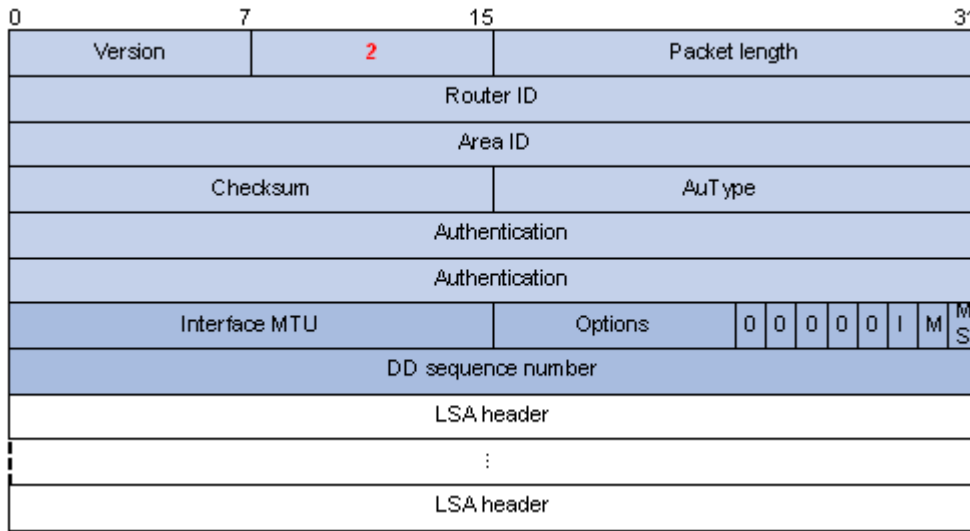 0 7 15 31
Version 2 Packet length
Router ID
Area ID
Checksum AuType
Authentication
Authentication
Interface MTU Options 0 0 0 0 0 I M M
S
DD sequence number
LSA header
⋮
LSA header